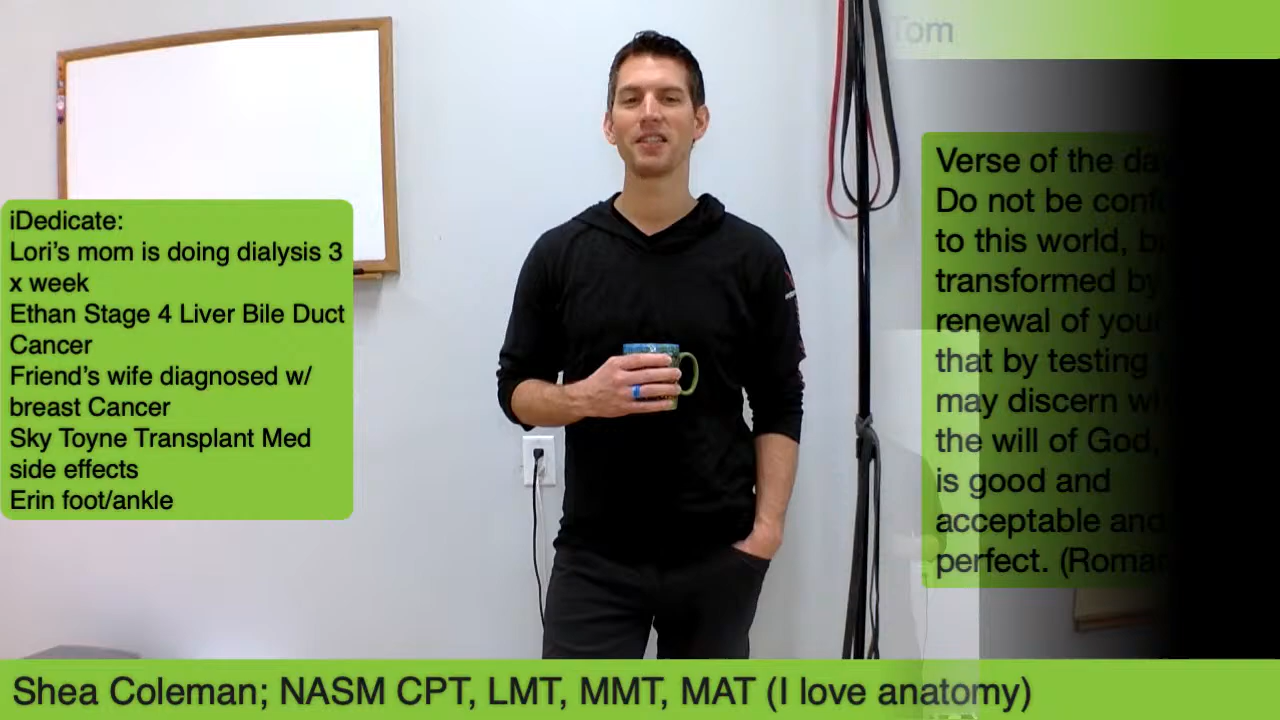 Tom
iDedicate:
Lori's mom is doing dialysis 3
x week
Ethan Stage 4 Liver Bile Duct
Cancer
Friend's wife diagnosed w/
breast Cancer
Sky Toyne Transplant Med
side effects
Erin foot/ankle
Verse of the day
Do not be
to this world,
transformed by
renewal of your
that by testing
may discern
the will of God,
is good and
acceptable and
perfect.
Shea Coleman; NASM CPT, LMT, MMT, MAT (I love anatomy)